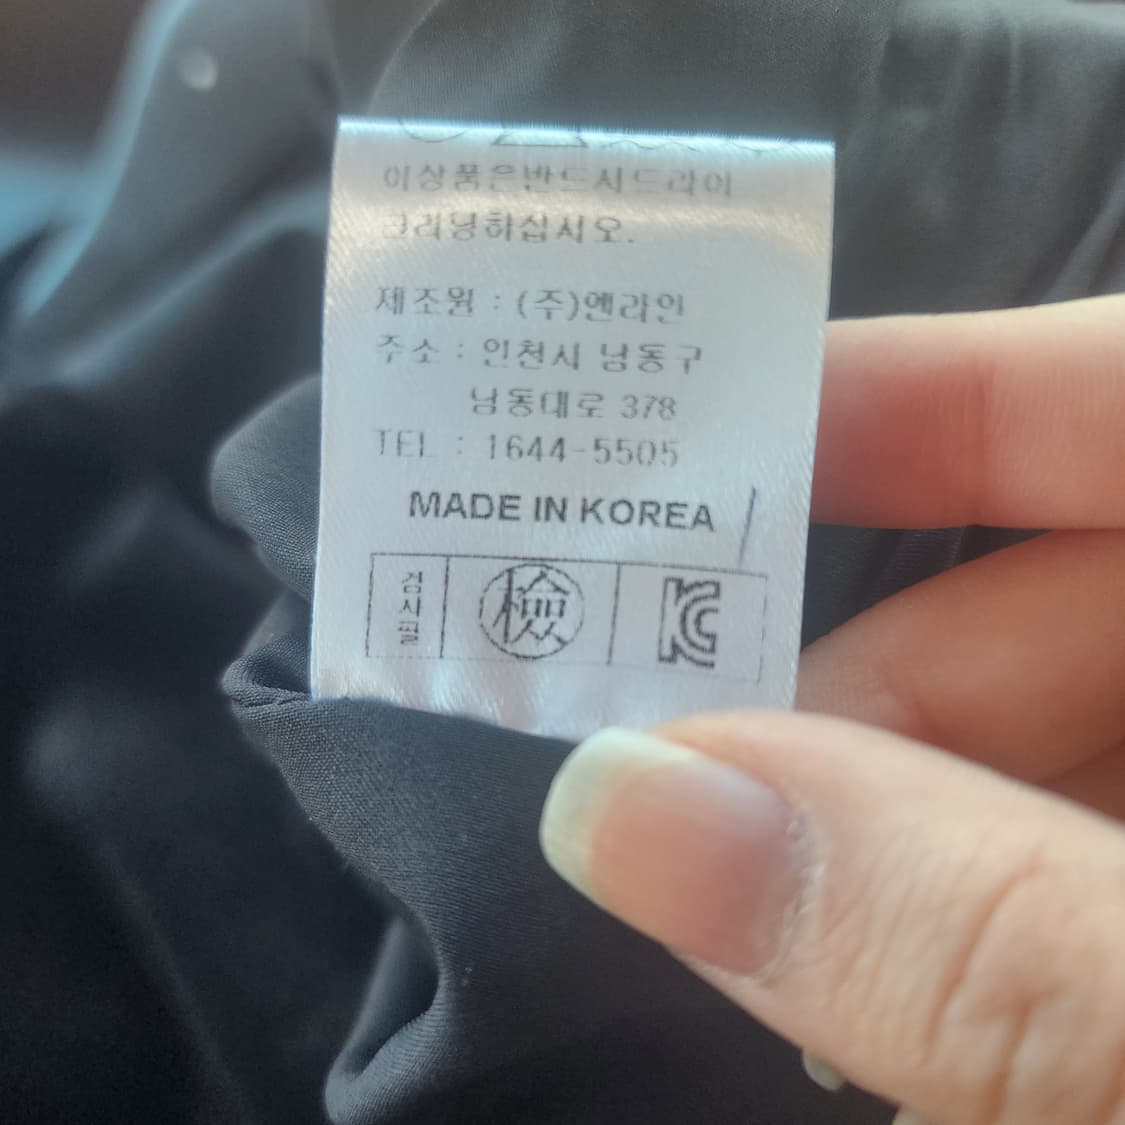 이상품은반드시드라이
크리닝하십시오.
제조원 : (주)앤라인
주소 : 인천시 남동구
남동대로 378
TEL : 1644-5505
MADE IN KOREA
검사필
檢
KC